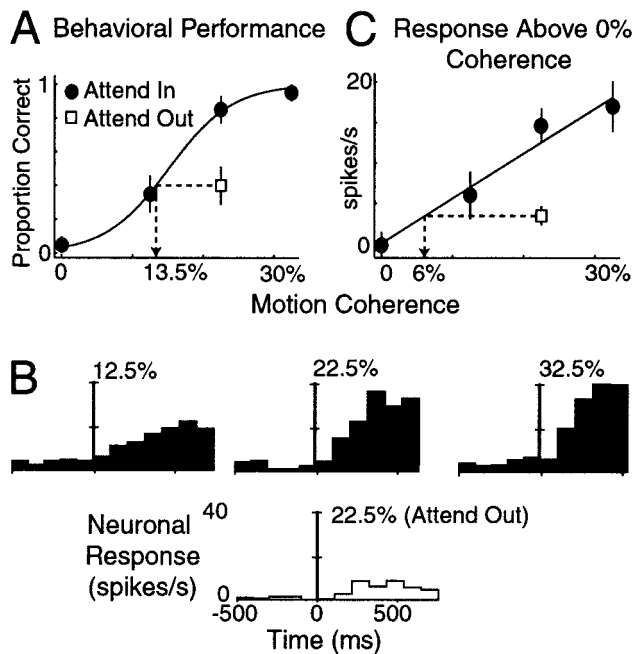 A Behavioral Performance
1
Attend In
Attend Out
Proportion Correct
0
0 13.5% 30%
C Response Above 0%
Coherence
20
spikes/s
0
0 6% 30%
Motion Coherence
B
12.5%
22.5%
32.5%
Neuronal
Response
(spikes/s)
40
22.5% (Attend Out)
0
-500 0 500
Time (ms)